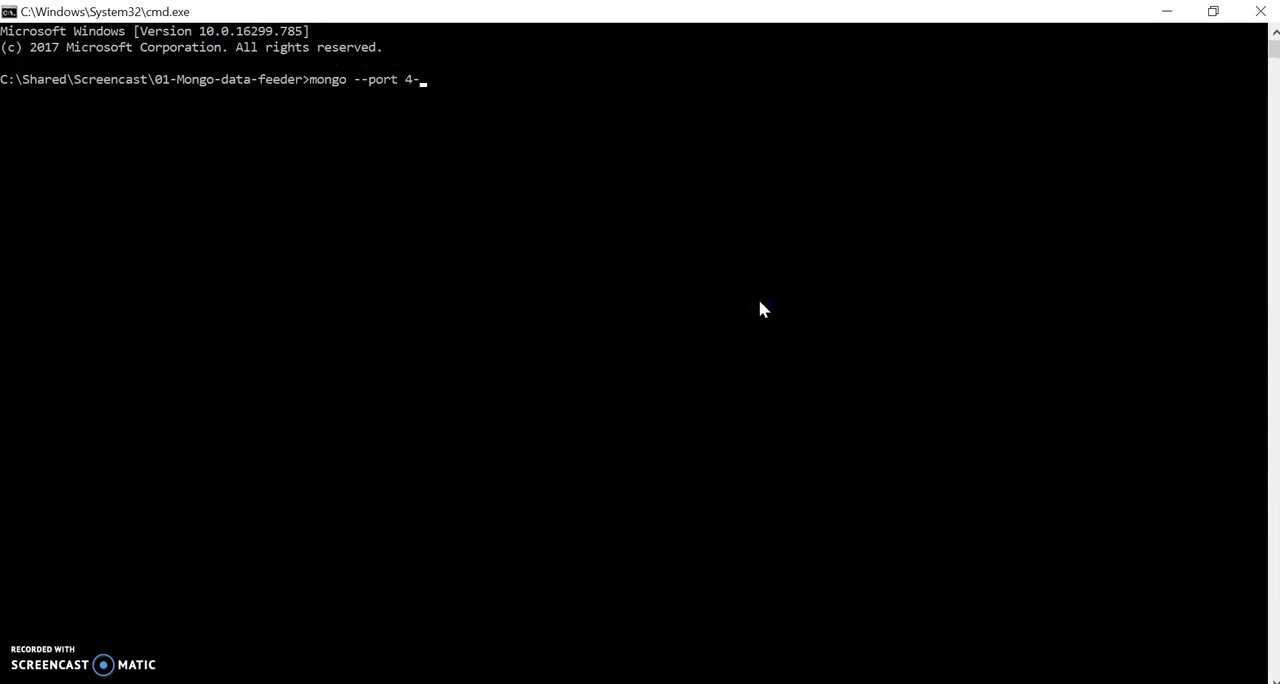 C:\Windows\System32\cmd.exe
Microsoft Windows [Version 10.0.16299.785]
(c) 2017 Microsoft Corporation. All rights reserved.
C:\Shared\Screencast\01-Mongo-data-feeder>mongo --port 4-_
RECORDED WITH
SCREENCAST MATIC